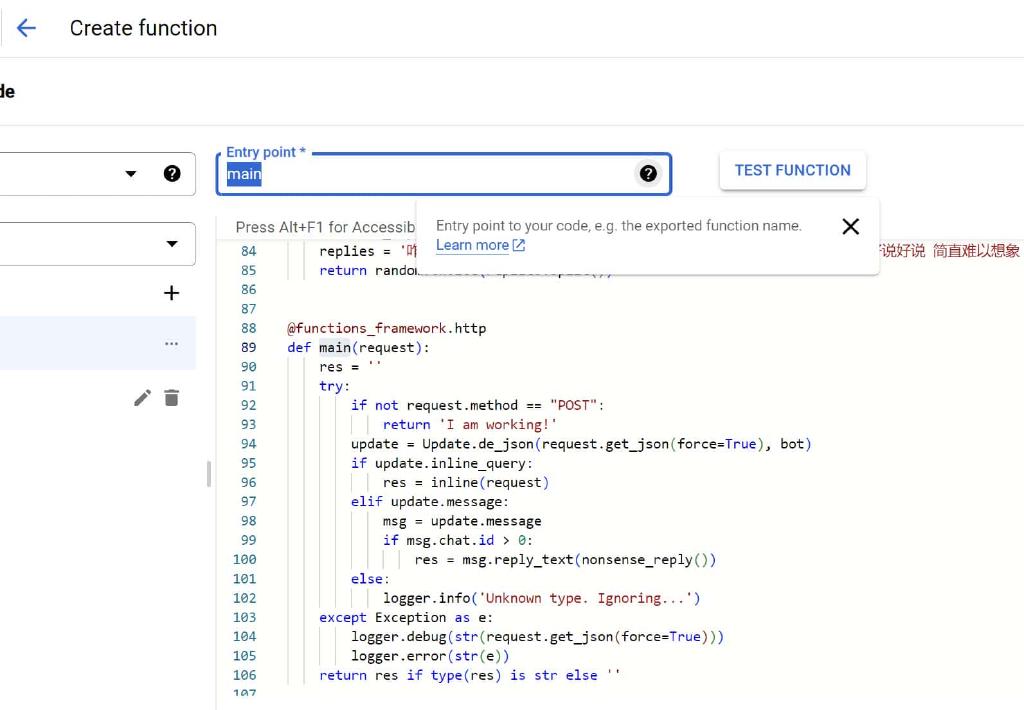 Create function
de
Entry point *
main
TEST FUNCTION
Press Alt+F1 for Accessib
Entry point to your code, e.g. the exported function name.
Learn more
84 replies = '咋 好说好说 简直难以想象
85 return random
86
87
88 @functions_framework.http
89 def main(request):
90 res = ''
91 try:
92 if not request.method == "POST":
93 return 'I am working!'
94 update = Update.de_json(request.get_json(force=True), bot)
95 if update.inline_query:
96 res = inline(request)
97 elif update.message:
98 msg = update.message
99 if msg.chat.id > 0:
100 res = msg.reply_text(nonsense_reply())
101 else:
102 logger.info('Unknown type. Ignoring...')
103 except Exception as e:
104 logger.debug(str(request.get_json(force=True)))
105 logger.error(str(e))
106 return res if type(res) is str else ''
107